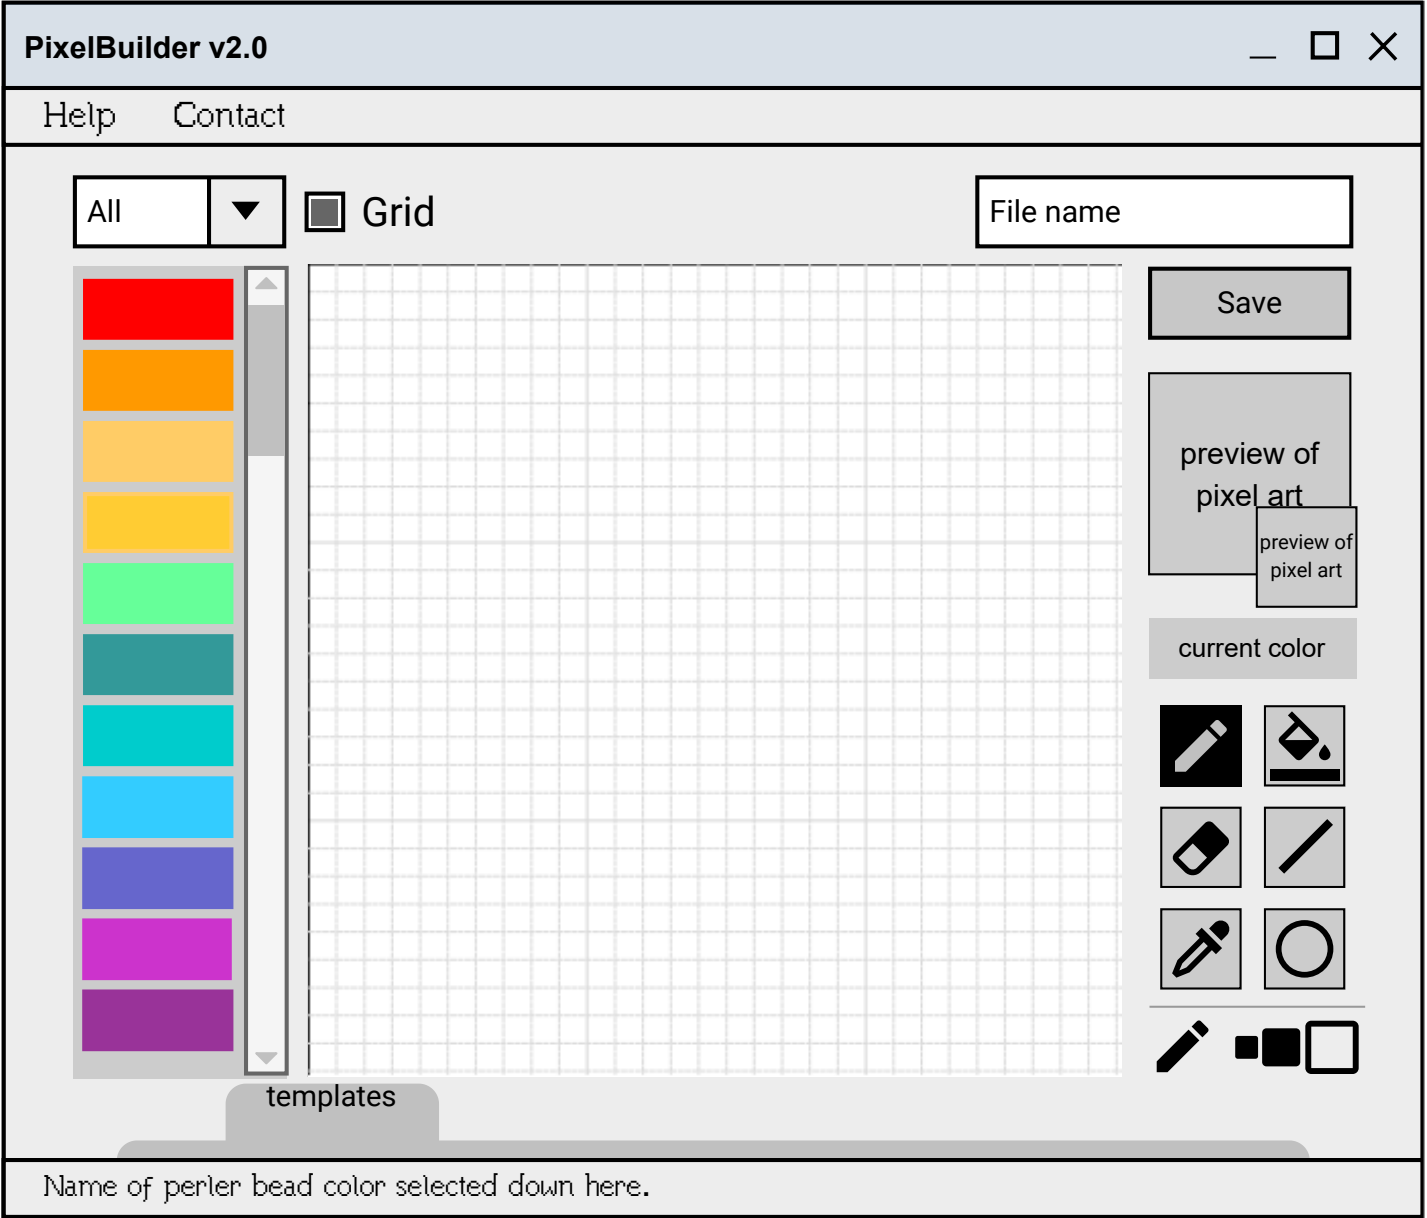 PixelBuilder v2.0
Help Contact
All
Grid
File name
Save
preview of
pixel art
preview of
pixel art
current color
templates
Name of perler bead color selected down here.